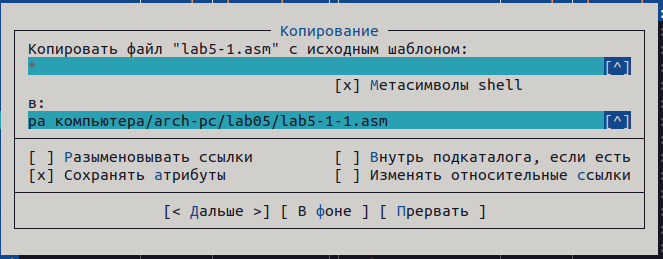 Копирование
Копировать файл "lab5-1.asm" с исходным шаблоном:
* [^]
[x] Метасимволы shell
в:
ра компьютера/arch-pc/lab05/lab5-1-1.asm [^]
[ ] Разыменовывать ссылки [ ] Внутрь подкаталога, если есть
[x] Сохранять атрибуты [ ] Изменять относительные ссылки
[< Дальше >] [ В фоне ] [ Прервать ]